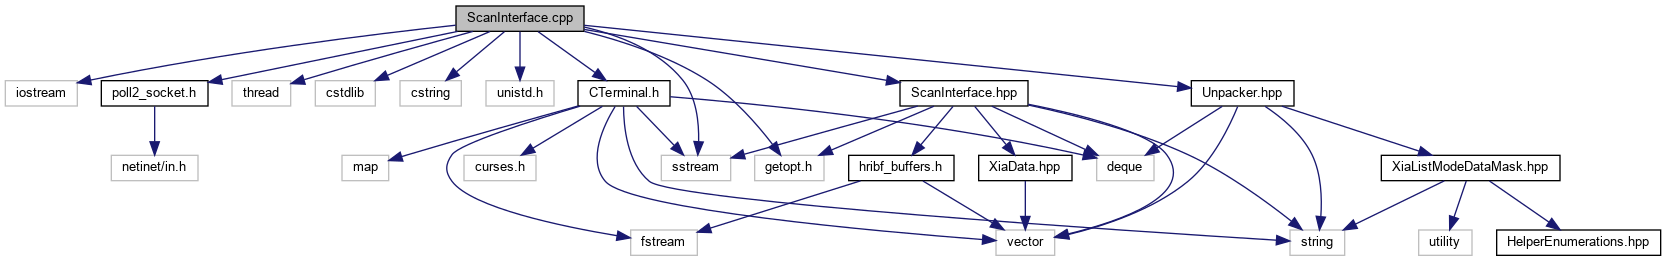 ScanInterface.cpp
iostream
poll2_socket.h
thread
cstdlib
cstring
unistd.h
CTerminal.h
ScanInterface.hpp
Unpacker.hpp
netinet/in.h
map
curses.h
sstream
getopt.h
hribf_buffers.h
XiaData.hpp
deque
XiaListModeDataMask.hpp
fstream
vector
string
utility
HelperEnumerations.hpp